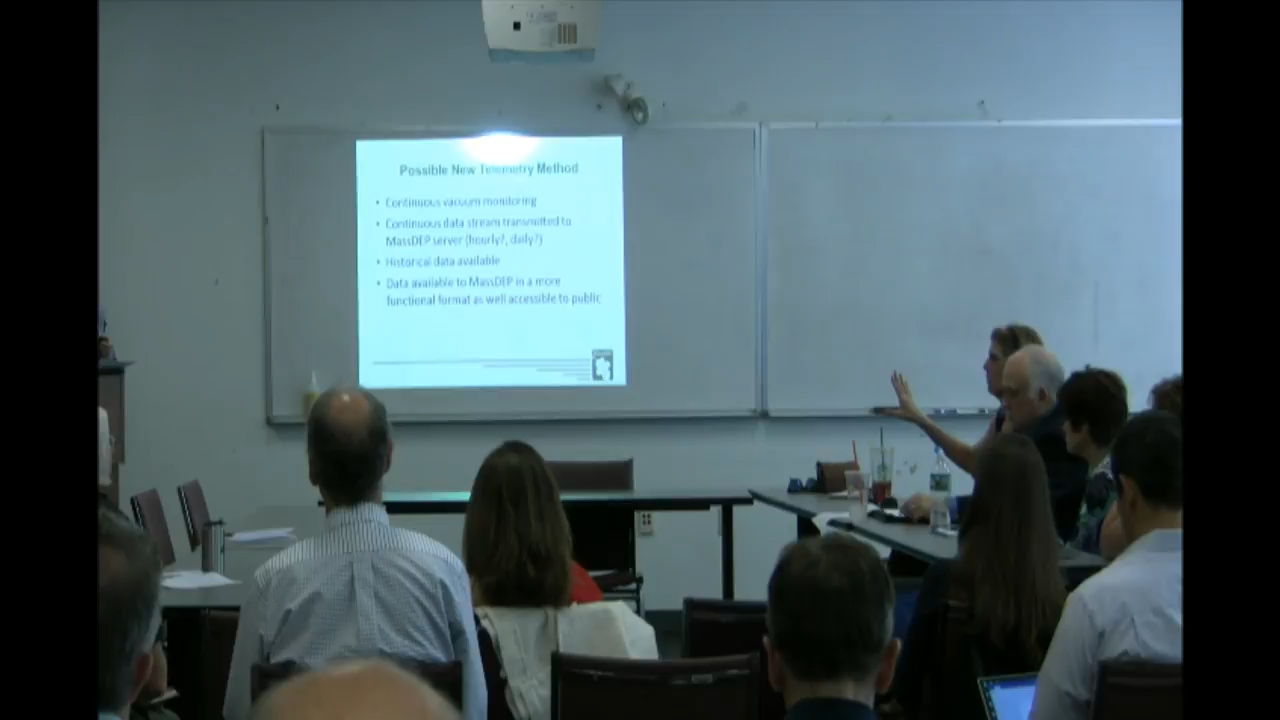 Possible New Telemetry Method
• Continuous vacuum monitoring
• Continuous data stream transmitted to
MassDEP server (hourly?, daily?)
• Historical data available
• Data available to MassDEP in a more
functional format as well accessible to public